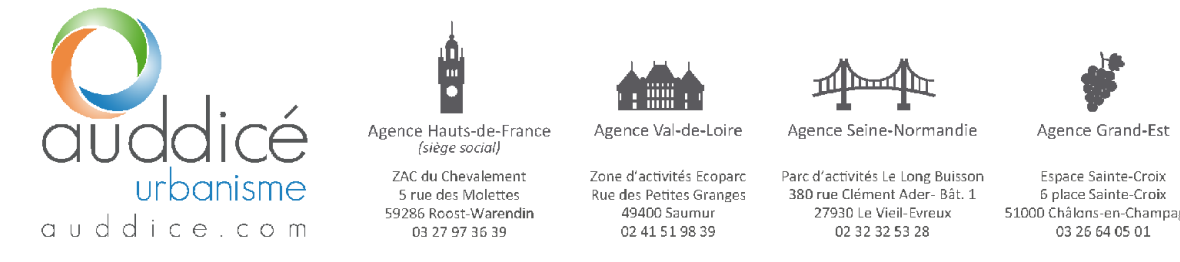 auddicé
urbanisme
auddice.com
Agence Hauts-de-France
(siège social)
ZAC du Chevalement
5 rue des Molettes
59286 Roost-Warendin
03 27 97 36 39
Agence Val-de-Loire
Zone d'activités Ecoparc
Rue des Petites Granges
49400 Saumur
02 41 51 98 39
Agence Seine-Normandie
Parc d'activités Le Long Buisson
380 rue Clément Ader- Bât. 1
27930 Le Vieil-Evreux
02 32 32 53 28
Agence Grand-Est
Espace Sainte-Croix
6 place Sainte-Croix
51000 Châlons-en-Champa
03 26 64 05 01